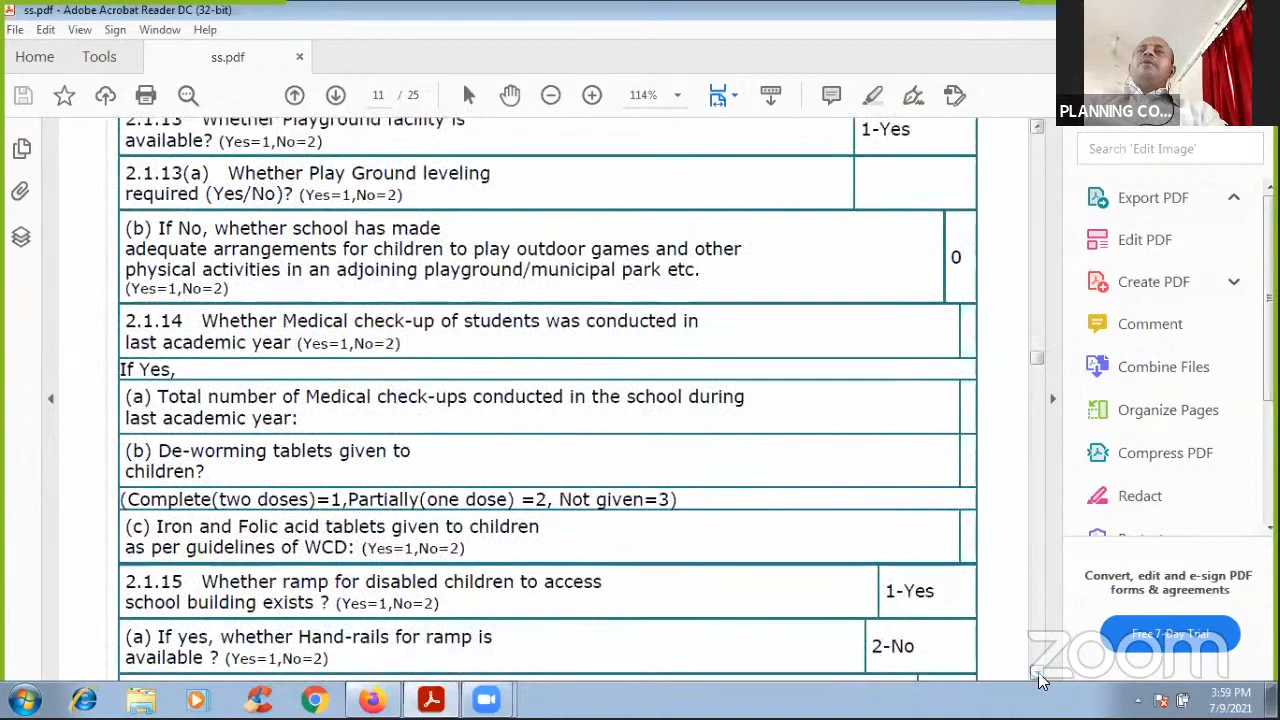 ss.pdf - Adobe Acrobat Reader DC (32-bit)
File Edit View Sign Window Help
Home Tools ss.pdf ×
11 / 25 114%
PLANNING CO...
2.1.13 Whether Playground facility is
available? (Yes=1,No=2) 1-Yes
2.1.13(a) Whether Play Ground leveling
required (Yes/No)? (Yes=1,No=2)
(b) If No, whether school has made
adequate arrangements for children to play outdoor games and other
physical activities in an adjoining playground/municipal park etc.
(Yes=1,No=2)
0
2.1.14 Whether Medical check-up of students was conducted in
last academic year (Yes=1,No=2)
If Yes,
(a) Total number of Medical check-ups conducted in the school during
last academic year:
(b) De-worming tablets given to
children?
(Complete(two doses)=1,Partially(one dose) =2, Not given=3)
(c) Iron and Folic acid tablets given to children
as per guidelines of WCD: (Yes=1,No=2)
2.1.15 Whether ramp for disabled children to access
school building exists ? (Yes=1,No=2)
1-Yes
(a) If yes, whether Hand-rails for ramp is
available ? (Yes=1,No=2)
2-No
Search 'Edit Image'
Export PDF
Edit PDF
Create PDF
Comment
Combine Files
Organize Pages
Compress PDF
Redact
Convert, edit and e-sign PDF
forms & agreements
Free 7-Day Trial
zoom
3:59 PM
7/9/2021